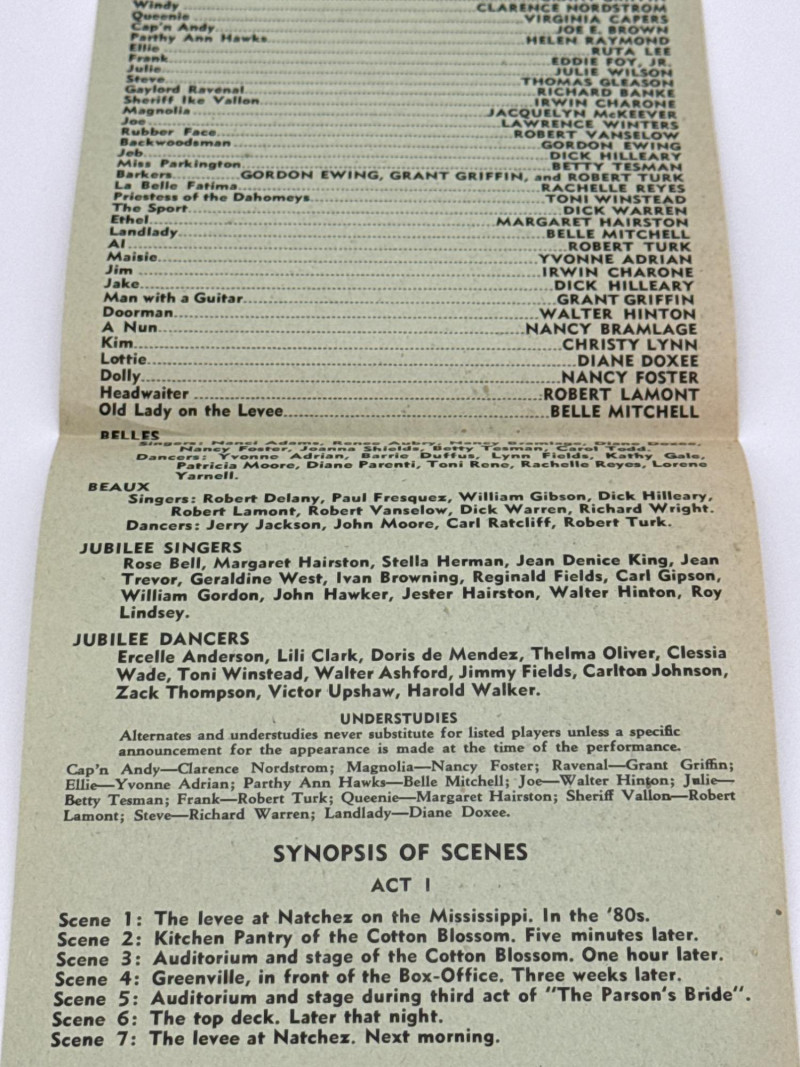 Windy CLARENCE NORDSTROM
Queenie VIRGINIA CAPERS
Cap'n Andy JOE E. BROWN
Parthy Ann Hawks HELEN RAYMOND
Ellie RUTA LEE
Frank EDDIE FOY, JR.
Julie JULIE WILSON
Steve THOMAS GLEASON
Gaylord Ravenal RICHARD BANKE
Sheriff Ike Vallon IRWIN CHARONE
Magnolia JACQUELYN McKEEVER
Joe LAWRENCE WINTERS
Rubber Face ROBERT VANSELOW
Backwoodsman GORDON EWING
Jeb DICK HILLEARY
Miss Parkington BETTY TESMAN
Barkers GORDON EWING, GRANT GRIFFIN, and ROBERT TURK
La Belle Fatima RACHELLE REYES
Priestess of the Dahomeys TONI WINSTEAD
The Sport DICK WARREN
Ethel MARGARET HAIRSTON
Landlady BELLE MITCHELL
Al ROBERT TURK
Maisie YVONNE ADRIAN
Jim IRWIN CHARONE
Jake DICK HILLEARY
Man with a Guitar GRANT GRIFFIN
Doorman WALTER HINTON
A Nun NANCY BRAMLAGE
Kim CHRISTY LYNN
Lottie DIANE DOXEE
Dolly NANCY FOSTER
Headwaiter ROBERT LAMONT
Old Lady on the Levee BELLE MITCHELL
BELLES
Singers: Nanci Adams, Renee Aubry, Nancy Bramlage, Diane Doxee,
Nancy Foster, Joanna Shields, Betty Tesman, Carol Todd.
Dancers: Yvonne Adrian, Barrie Duffus, Lynn Fields, Kathy Gale,
Patricia Moore, Diane Parenti, Toni Reno, Rachelle Reyes, Lorene
Yarnell.
BEAUX
Singers: Robert Delany, Paul Fresquez, William Gibson, Dick Hilleary,
Robert Lamont, Robert Vanselow, Dick Warren, Richard Wright.
Dancers: Jerry Jackson, John Moore, Carl Ratcliff, Robert Turk.
JUBILEE SINGERS
Rose Bell, Margaret Hairston, Stella Herman, Jean Denice King, Jean
Trevor, Geraldine West, Ivan Browning, Reginald Fields, Carl Gipson,
William Gordon, John Hawker, Jester Hairston, Walter Hinton, Roy
Lindsey.
JUBILEE DANCERS
Ercelle Anderson, Lili Clark, Doris de Mendez, Thelma Oliver, Clessia
Wade, Toni Winstead, Walter Ashford, Jimmy Fields, Carlton Johnson,
Zack Thompson, Victor Upshaw, Harold Walker.
UNDERSTUDIES
Alternates and understudies never substitute for listed players unless a specific
announcement for the appearance is made at the time of the performance.
Cap'n Andy—Clarence Nordstrom; Magnolia—Nancy Foster; Ravenal—Grant Griffin;
Ellie—Yvonne Adrian; Parthy Ann Hawks—Belle Mitchell; Joe—Walter Hinton; Julie—
Betty Tesman; Frank—Robert Turk; Queenie—Margaret Hairston; Sheriff Vallon—Robert
Lamont; Steve—Richard Warren; Landlady—Diane Doxee.
SYNOPSIS OF SCENES
ACT I
Scene 1: The levee at Natchez on the Mississippi. In the '80s.
Scene 2: Kitchen Pantry of the Cotton Blossom. Five minutes later.
Scene 3: Auditorium and stage of the Cotton Blossom. One hour later.
Scene 4: Greenville, in front of the Box-Office. Three weeks later.
Scene 5: Auditorium and stage during third act of "The Parson's Bride".
Scene 6: The top deck. Later that night.
Scene 7: The levee at Natchez. Next morning.